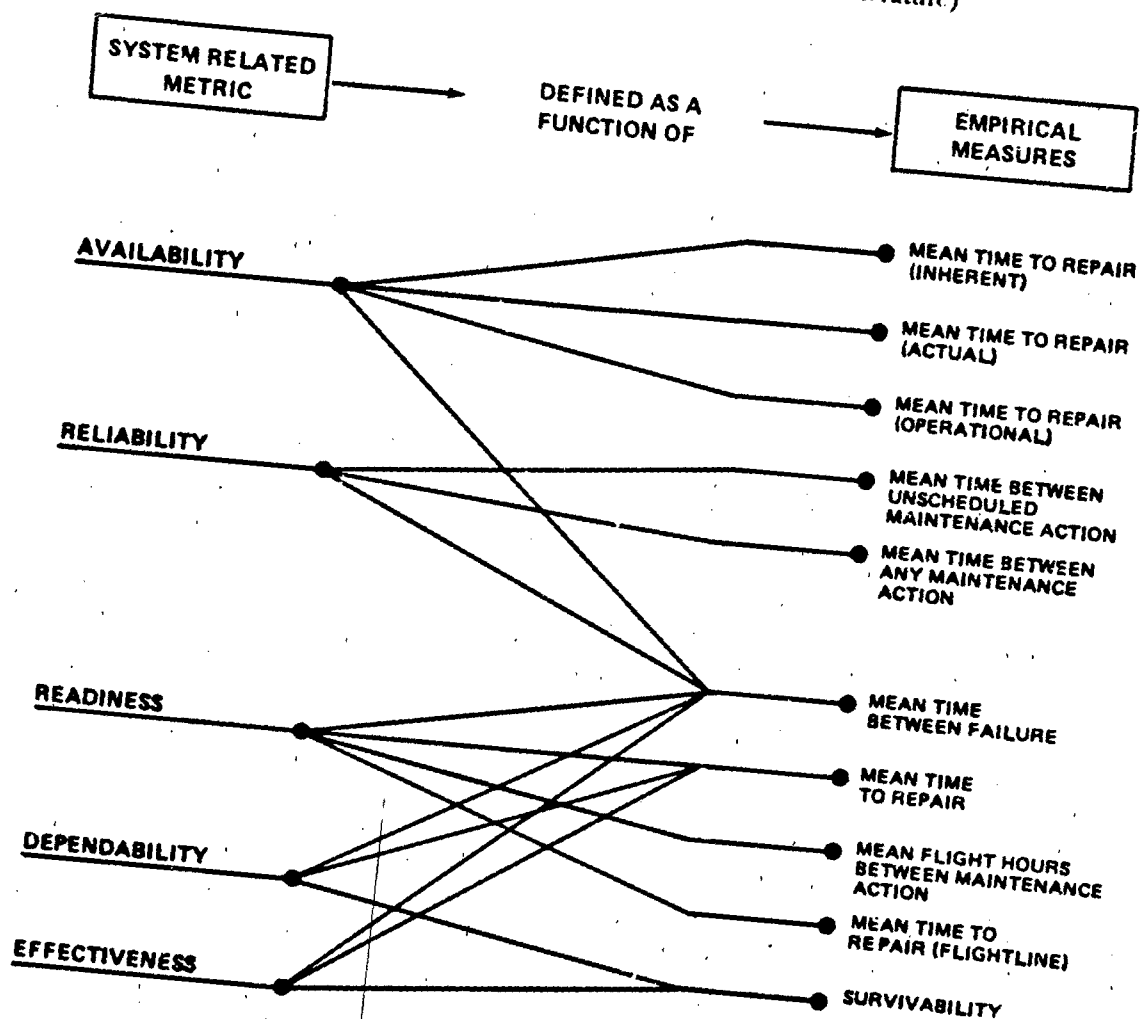 SYSTEM RELATED
METRIC
DEFINED AS A
FUNCTION OF
EMPIRICAL
MEASURES
AVAILABILITY
MEAN TIME TO REPAIR
(INHERENT)
MEAN TIME TO REPAIR
(ACTUAL)
MEAN TIME TO REPAIR
(OPERATIONAL)
RELIABILITY
MEAN TIME BETWEEN
UNSCHEDULED
MAINTENANCE ACTION
MEAN TIME BETWEEN
ANY MAINTENANCE
ACTION
READINESS
MEAN TIME
BETWEEN FAILURE
MEAN TIME
TO REPAIR
DEPENDABILITY
MEAN FLIGHT HOURS
BETWEEN MAINTENANCE
ACTION
MEAN TIME TO
REPAIR (FLIGHTLINE)
EFFECTIVENESS
SURVIVABILITY